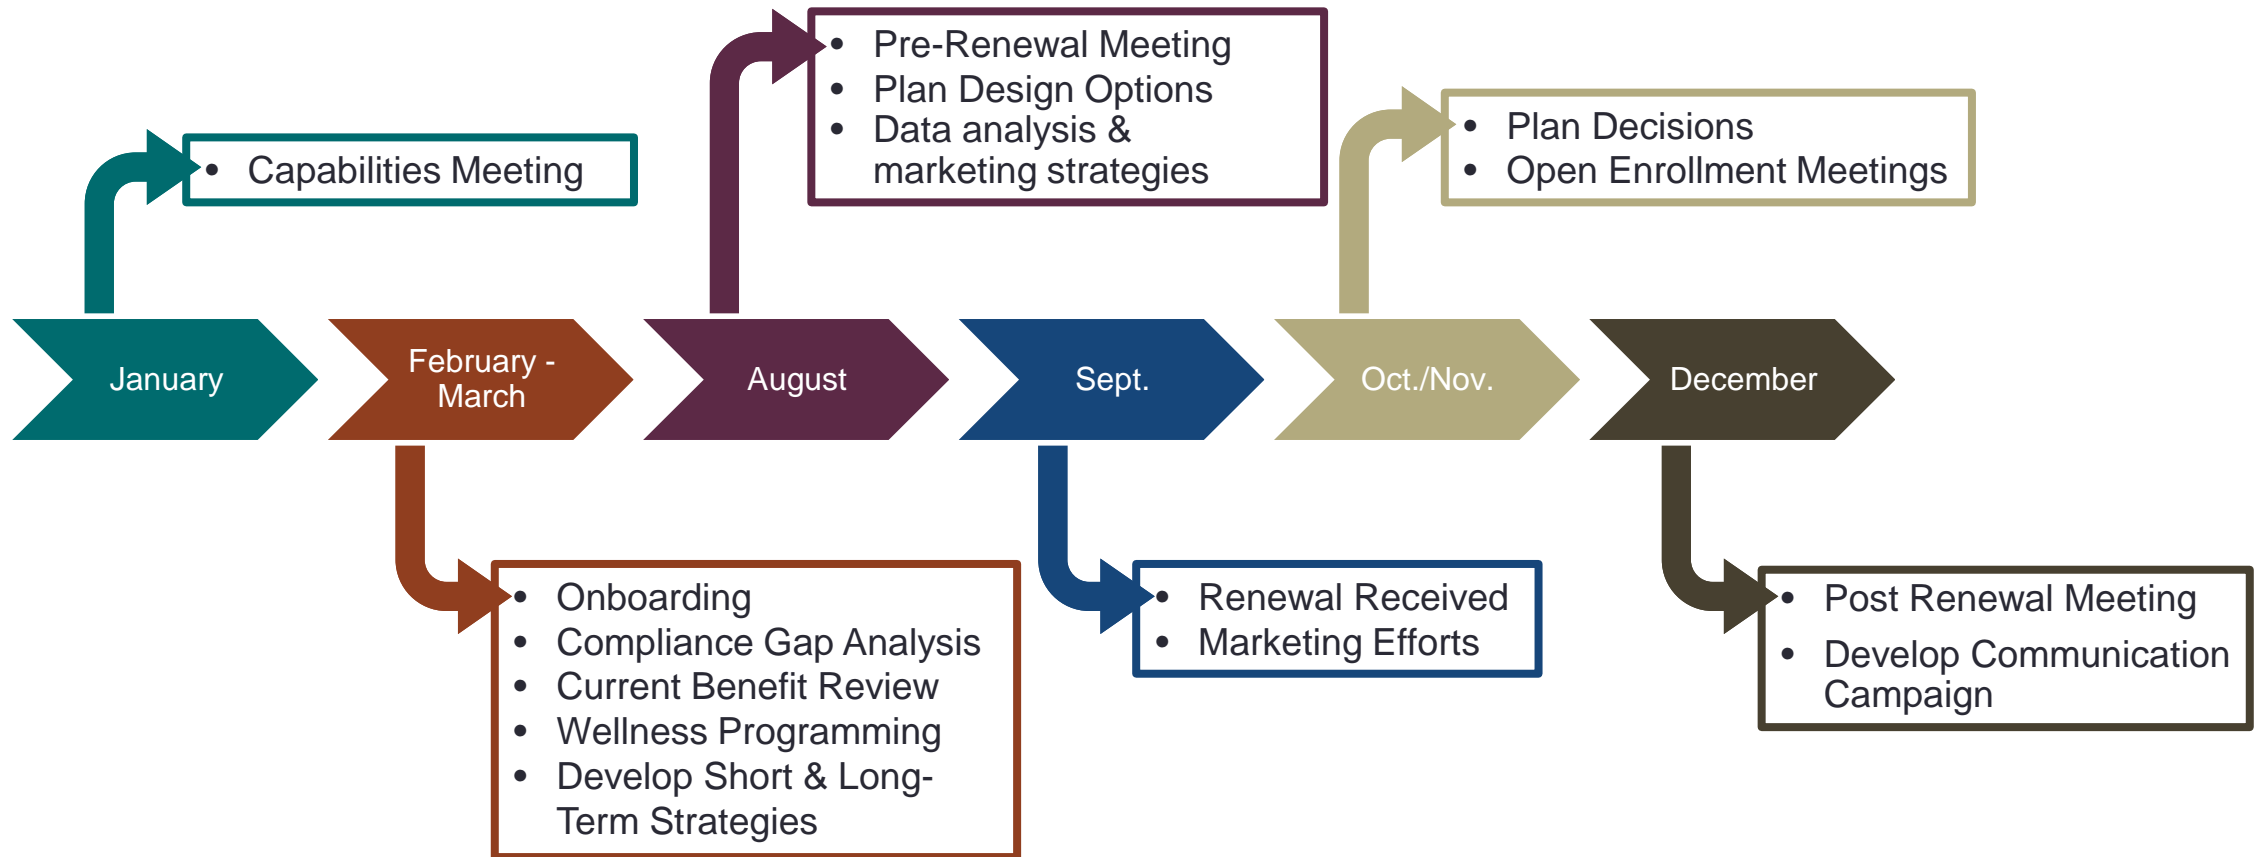 • Pre-Renewal Meeting
• Plan Design Options
• Data analysis &
marketing strategies
• Plan Decisions
• Open Enrollment Meetings
• Capabilities Meeting
January
February -
March
August
Sept.
Oct./Nov.
December
• Onboarding
• Compliance Gap Analysis
• Current Benefit Review
• Wellness Programming
• Develop Short & Long-
Term Strategies
• Renewal Received
• Marketing Efforts
• Post Renewal Meeting
• Develop Communication
Campaign